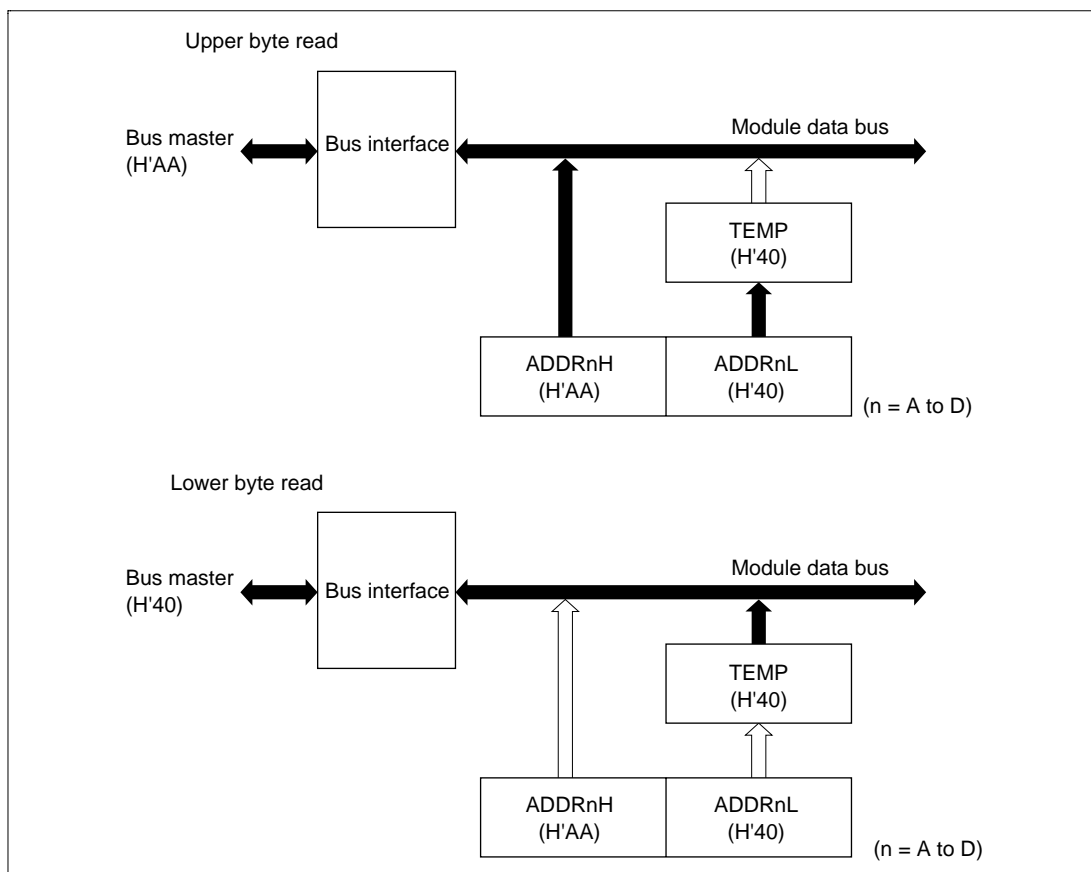 Upper byte read
Bus master
(H'AA)
Bus interface
Module data bus
TEMP
(H'40)
ADDRnH
(H'AA)
ADDRnL
(H'40)
(n = A to D)
Lower byte read
Bus master
(H'40)
Bus interface
Module data bus
TEMP
(H'40)
ADDRnH
(H'AA)
ADDRnL
(H'40)
(n = A to D)